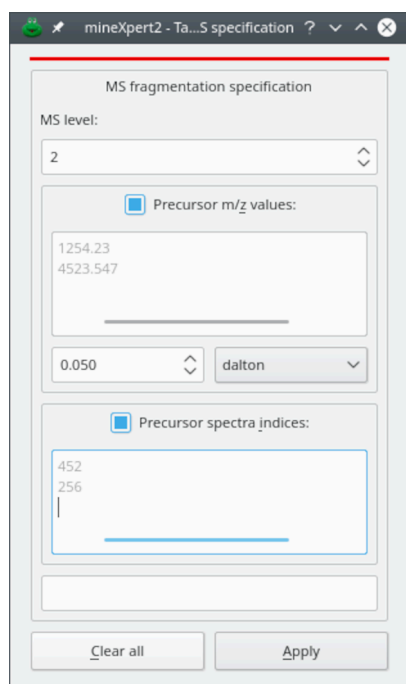 mineXpert2 - Ta...S specification ?
MS fragmentation specification
MS level:
2
Precursor m/z values:
1254.23
4523.547
0.050 dalton
Precursor spectra indices:
452
256
Clear all Apply